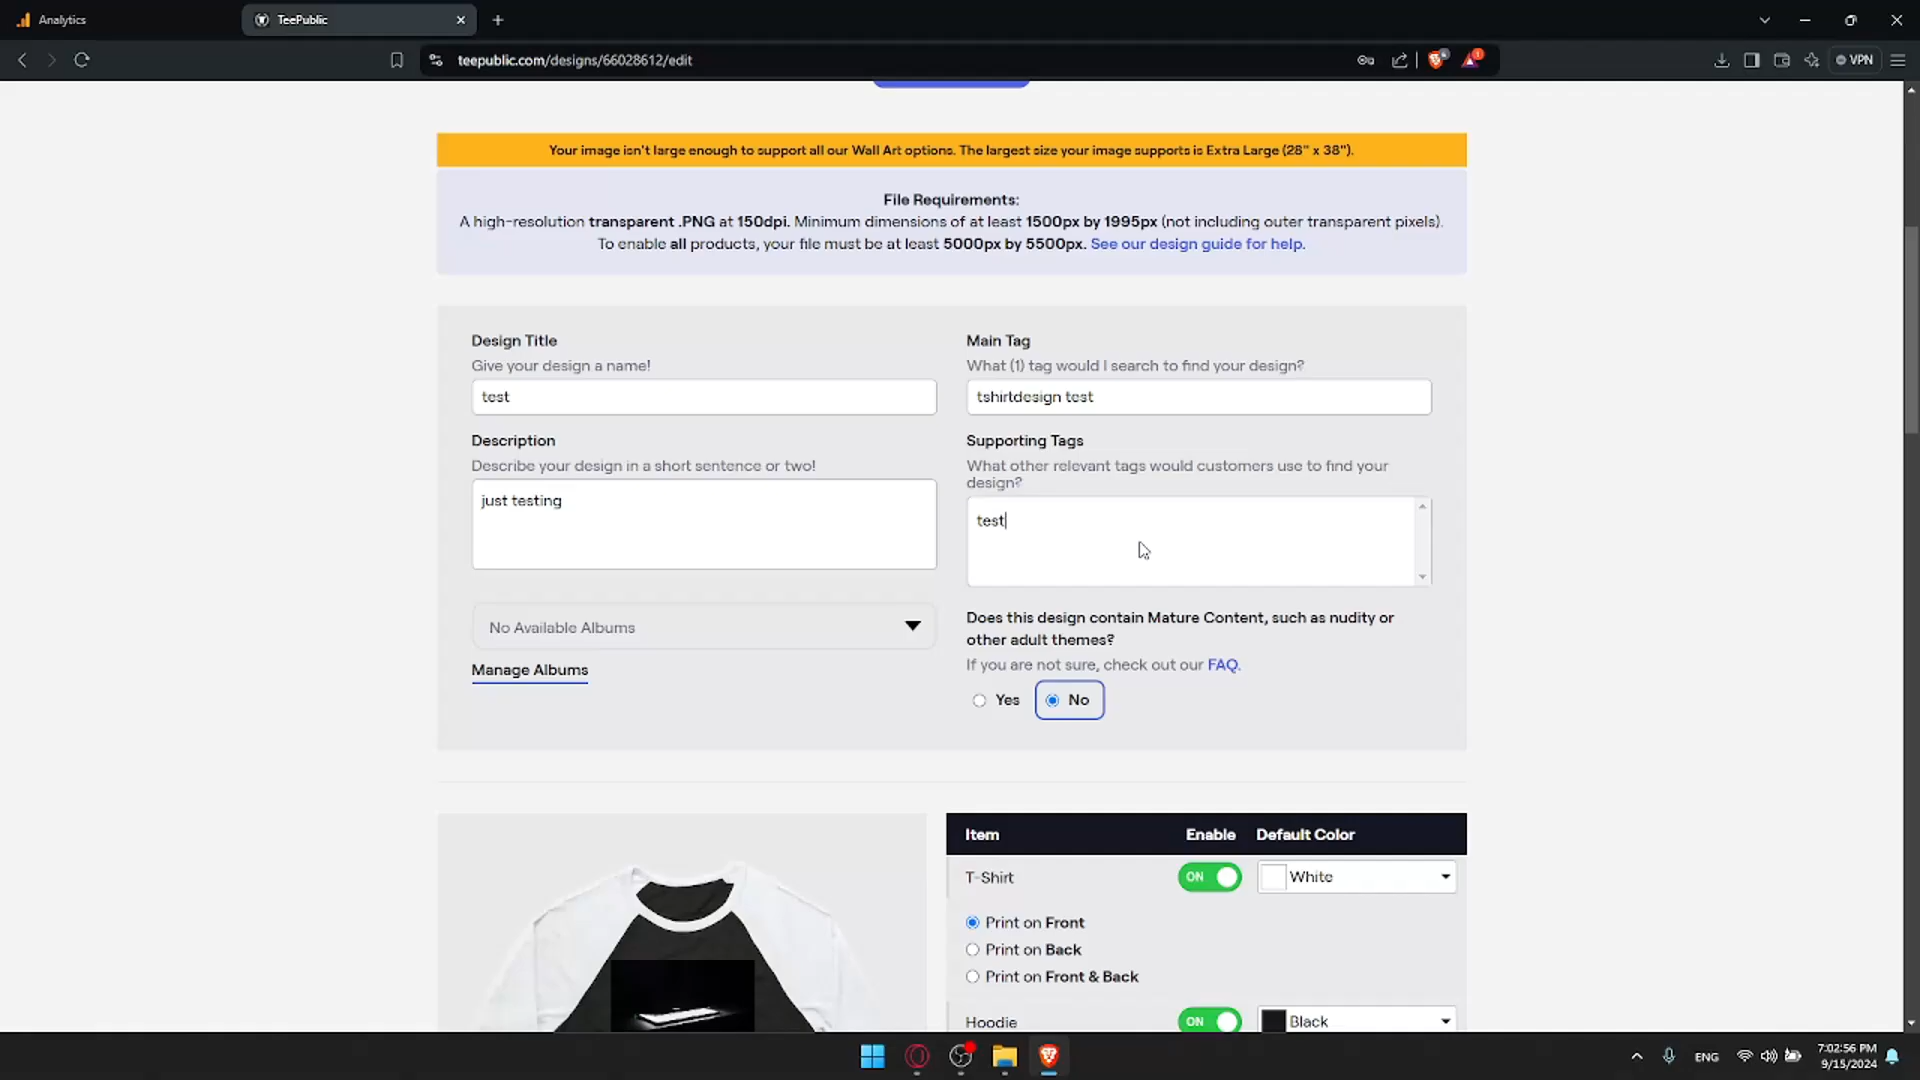 Analytics
TeePublic
teepublic.com/designs/66028612/edit
1
VPN
Your image isn't large enough to support all our Wall Art options. The largest size your image supports is Extra Large (28" x 38").
File Requirements:
A high-resolution transparent .PNG at 150dpi. Minimum dimensions of at least 1500px by 1995px (not including outer transparent pixels).
To enable all products, your file must be at least 5000px by 5500px. See our design guide for help.
Design Title
Give your design a name!
test
Main Tag
What (1) tag would I search to find your design?
tshirtdesign test
Description
Describe your design in a short sentence or two!
just testing
Supporting Tags
What other relevant tags would customers use to find your
design?
test
No Available Albums
Manage Albums
Does this design contain Mature Content, such as nudity or
other adult themes?
If you are not sure, check out our FAQ.
Yes No
Item Enable Default Color
T-Shirt ON White
Print on Front
Print on Back
Print on Front & Back
Hoodie ON Black
ENG
7:02:56 PM
9/15/2024